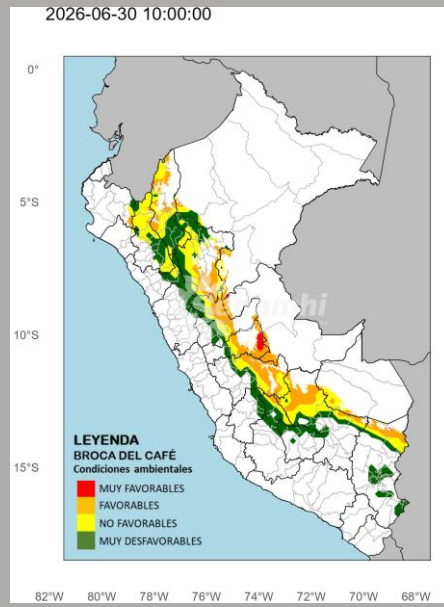 2026-06-30 10:00:00
0°
5°S
10°S
15°S
senamhi
LEYENDA
BROCA DEL CAFÉ
Condiciones ambientales
MUY FAVORABLES
FAVORABLES
NO FAVORABLES
MUY DESFAVORABLES
82°W 80°W 78°W 76°W 74°W 72°W 70°W 68°W